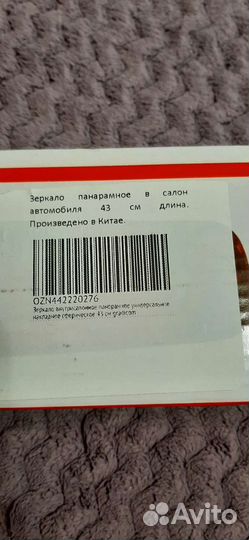 Зеркало панарамное в салон
автомобиля 43 см длина.
Произведено в Китае.
OZN442220276
Зеркало внутрисалонное панорамное универсальное
накладное сферическое 43 см
Avito